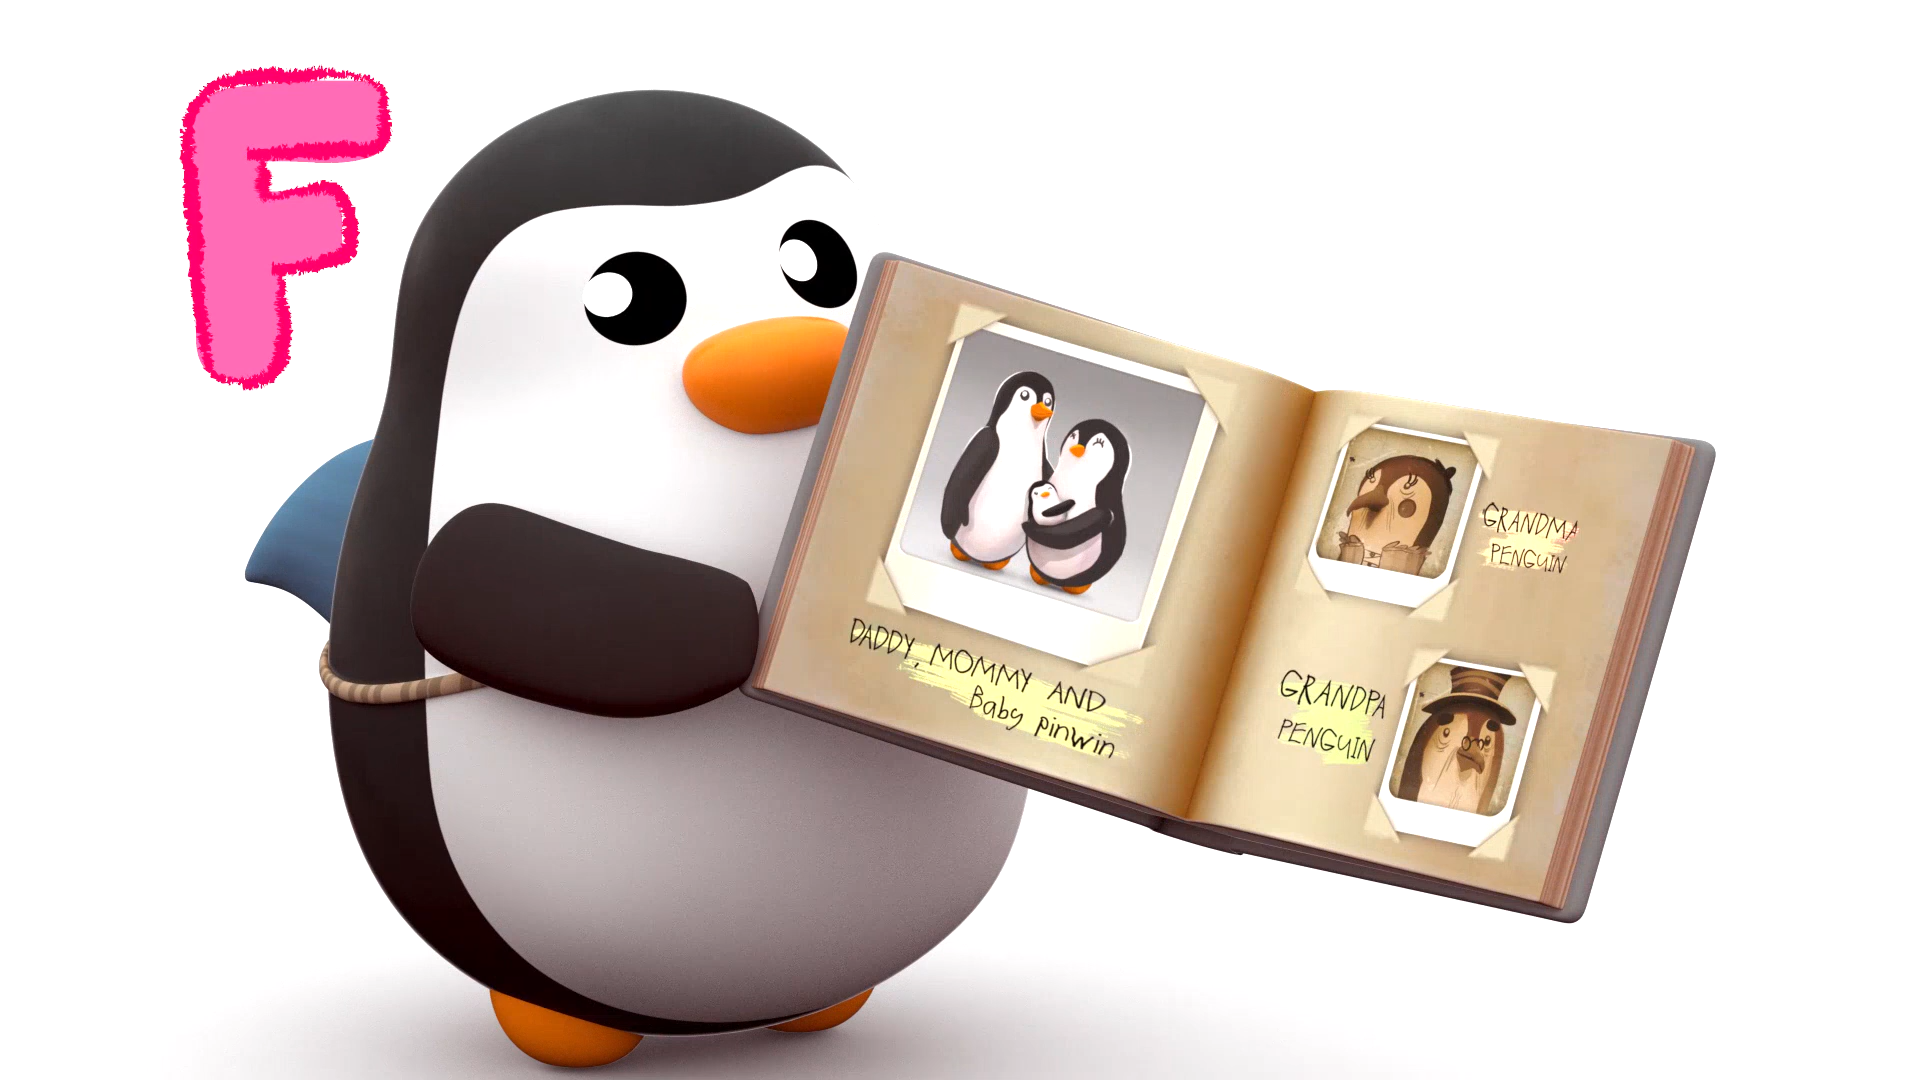 F
DADDY, MOMMY AND
Baby pinwin
GRANDMA
PENGUIN
GRANDPA
PENGUIN